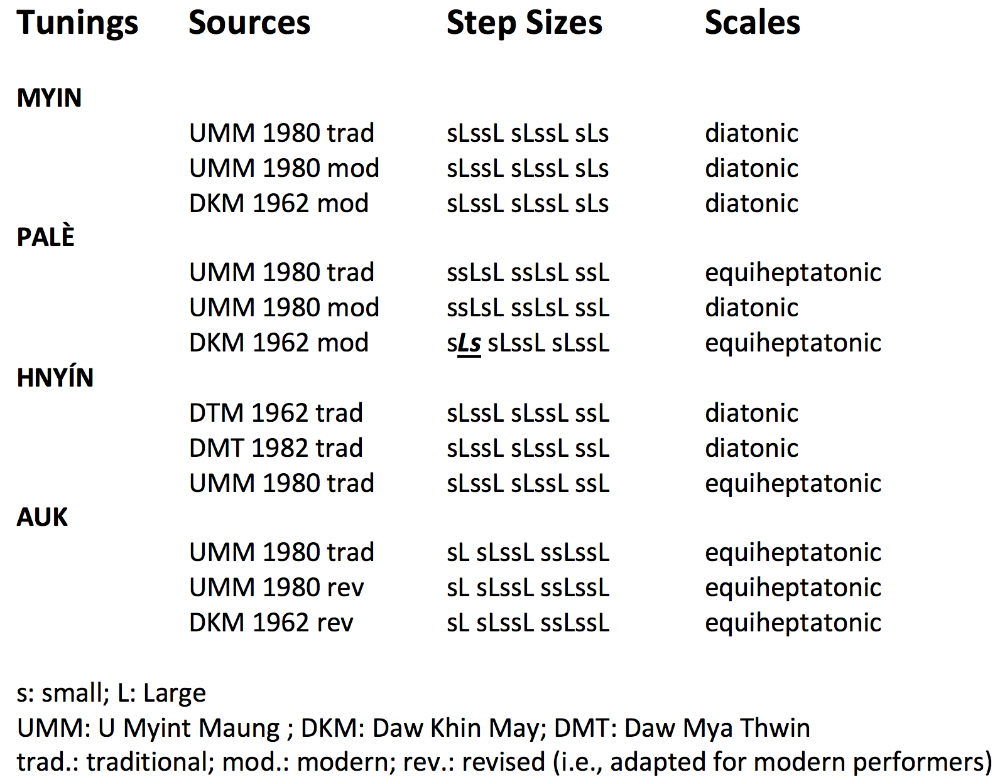 Tunings Sources Step Sizes Scales
MYIN
UMM 1980 trad sLssL sLssL sLs diatonic
UMM 1980 mod sLssL sLssL sLs diatonic
DKM 1962 mod sLssL sLssL sLs diatonic
PALÈ
UMM 1980 trad ssLsL ssLsL ssL equiheptatonic
UMM 1980 mod ssLsL ssLsL ssL diatonic
DKM 1962 mod sLs sLssL sLssL equiheptatonic
HNYÍN
DTM 1962 trad sLssL sLssL ssL diatonic
DMT 1982 trad sLssL sLssL ssL diatonic
UMM 1980 trad sLssL sLssL ssL equiheptatonic
AUK
UMM 1980 trad sL sLssL ssLssL equiheptatonic
UMM 1980 rev sL sLssL ssLssL equiheptatonic
DKM 1962 rev sL sLssL ssLssL equiheptatonic
s: small; L: Large
UMM: U Myint Maung ; DKM: Daw Khin May; DMT: Daw Mya Thwin
trad.: traditional; mod.: modern; rev.: revised (i.e., adapted for modern performers)